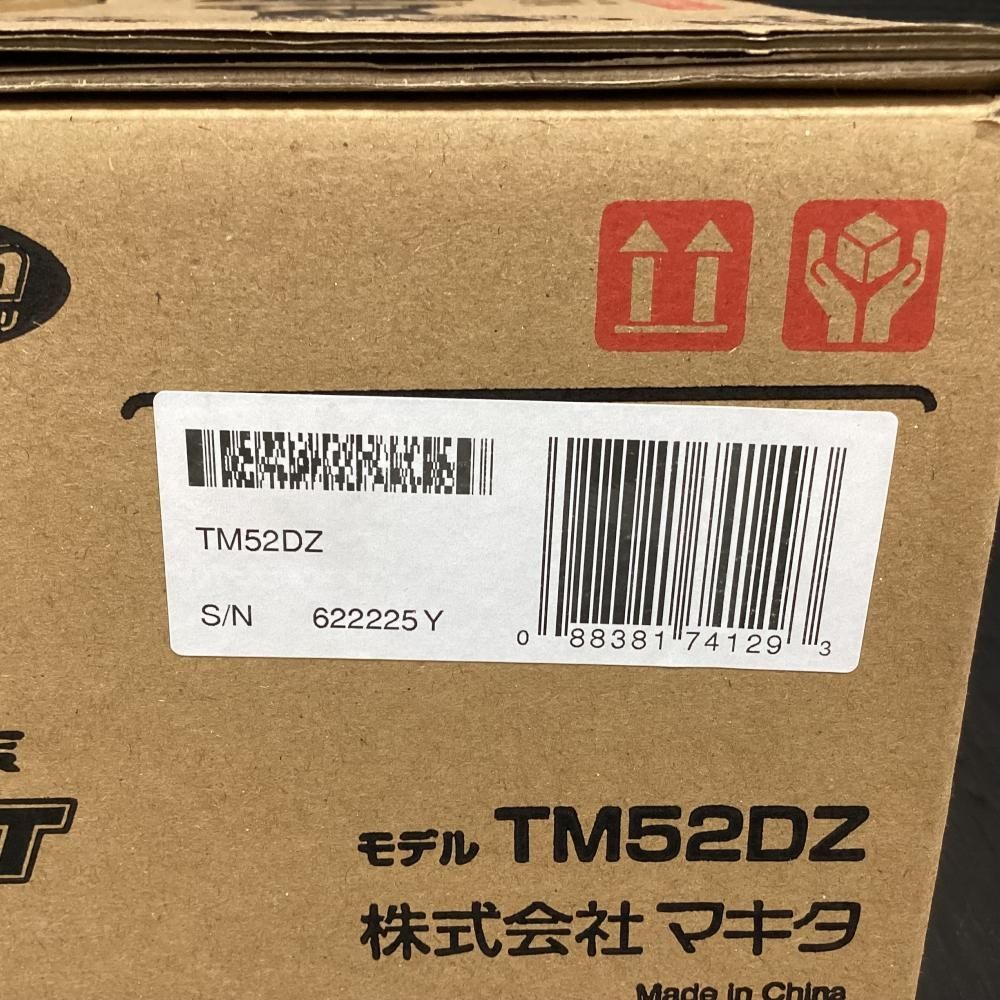 TM52DZ
S/N 622225Y
0 88381 74129 3
モデル TM52DZ
株式会社マキタ
Made in China